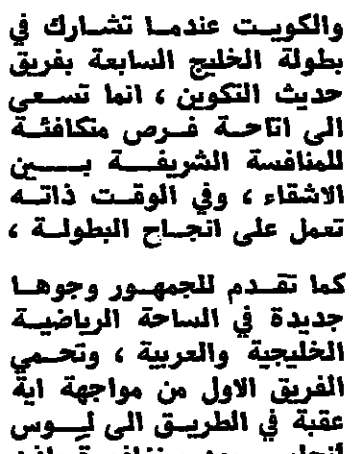 والكويت عندما تشارك في
بطولة الخليج السابعة بفريق
حديث التكوين ، انما تسعى
الى اتاحة فرص متكافئة
للمنافسة الشريفة بين
الاشقاء ، وفي الوقت ذاته
تعمل على انجاح البطولة ،
كما تقدم للجمهور وجوها
جديدة في الساحة الرياضية
الخليجية والعربية ، وتحمي
الفريق الاول من مواجهة اية
عقبة في الطريق الى لوس